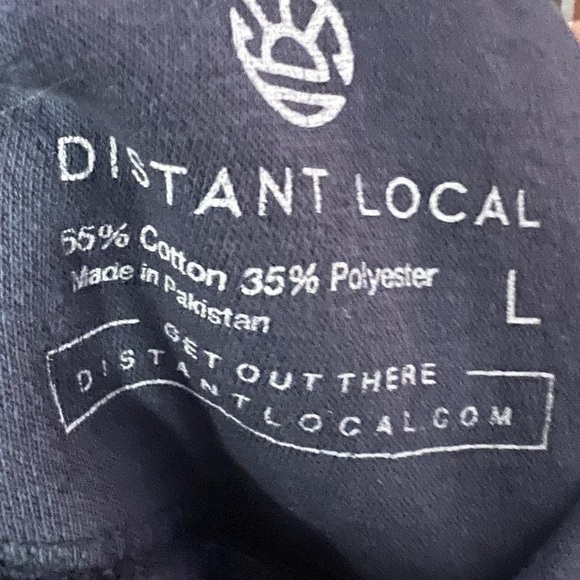 DISTANT LOCAL
65% Cotton 35% Polyester
Made in Pakistan
L
GET OUT THERE
DISTANTLOCAL.COM